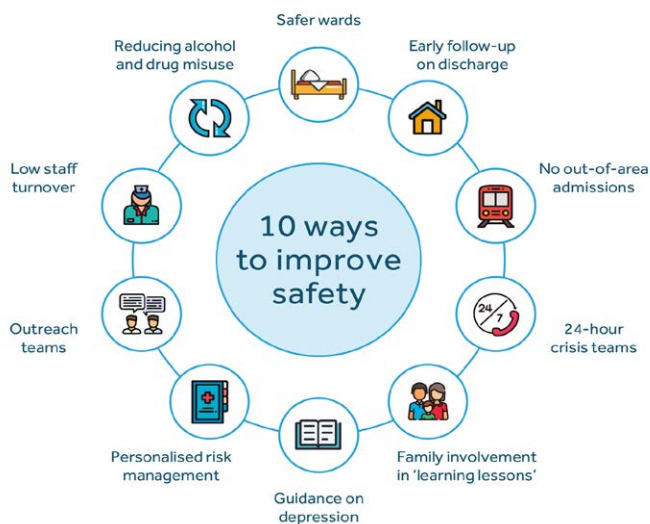 Safer wards
Early follow-up
on discharge
No out-of-area
admissions
24-hour
crisis teams
Family involvement
in 'learning lessons'
Guidance on
depression
Personalised risk
management
Outreach
teams
Low staff
turnover
Reducing alcohol
and drug misuse
10 ways
to improve
safety
24
7